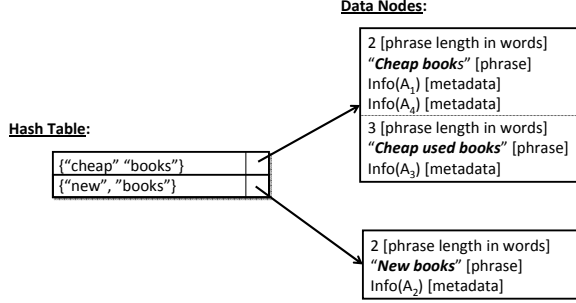 Data Nodes:
2 [phrase length in words]
“Cheap books” [phrase]
Info(A₁) [metadata]
Info(A₄) [metadata]
3 [phrase length in words]
“Cheap used books” [phrase]
Info(A₃) [metadata]
Hash Table:
{“cheap” “books”}
{“new”, ”books”}
2 [phrase length in words]
“New books” [phrase]
Info(A₂) [metadata]